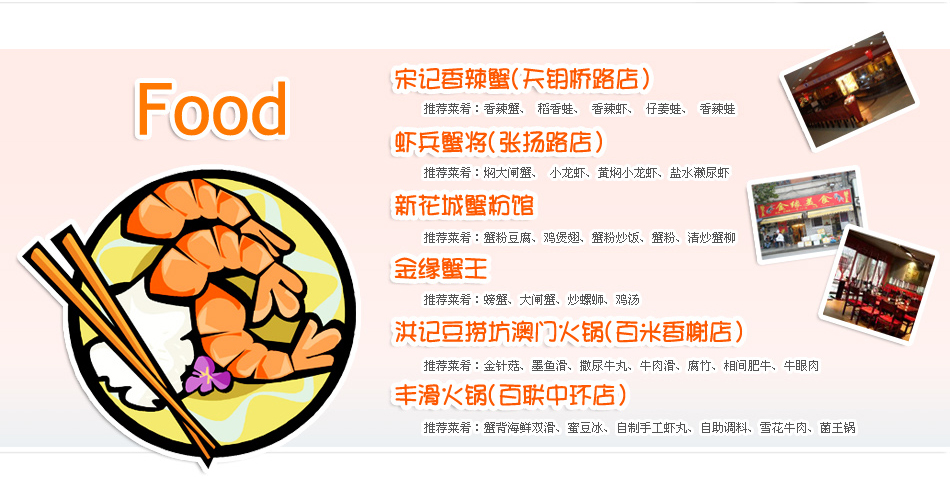 Food
宋记香辣蟹(天钥桥路店)
推荐菜肴：香辣蟹、 稻香蛙、 香辣虾、 仔姜蛙、 香辣蛙
虾兵蟹将(张扬路店)
推荐菜肴：焖大闸蟹、 小龙虾、黄焖小龙虾、盐水濑尿虾
新花城蟹粉馆
推荐菜肴：蟹粉豆腐、鸡煲翅、蟹粉炒饭、蟹粉、清炒蟹柳
金缘蟹王
推荐菜肴：螃蟹、大闸蟹、炒螺蛳、鸡汤
洪记豆捞坊澳门火锅(百米香榭店)
推荐菜肴：金针菇、墨鱼滑、撒尿牛丸、牛肉滑、腐竹、相间肥牛、牛眼肉
丰滑火锅(百联中环店)
推荐菜肴：蟹背海鲜双滑、蜜豆冰、自制手工虾丸、自助调料、雪花牛肉、菌王锅
金缘美食